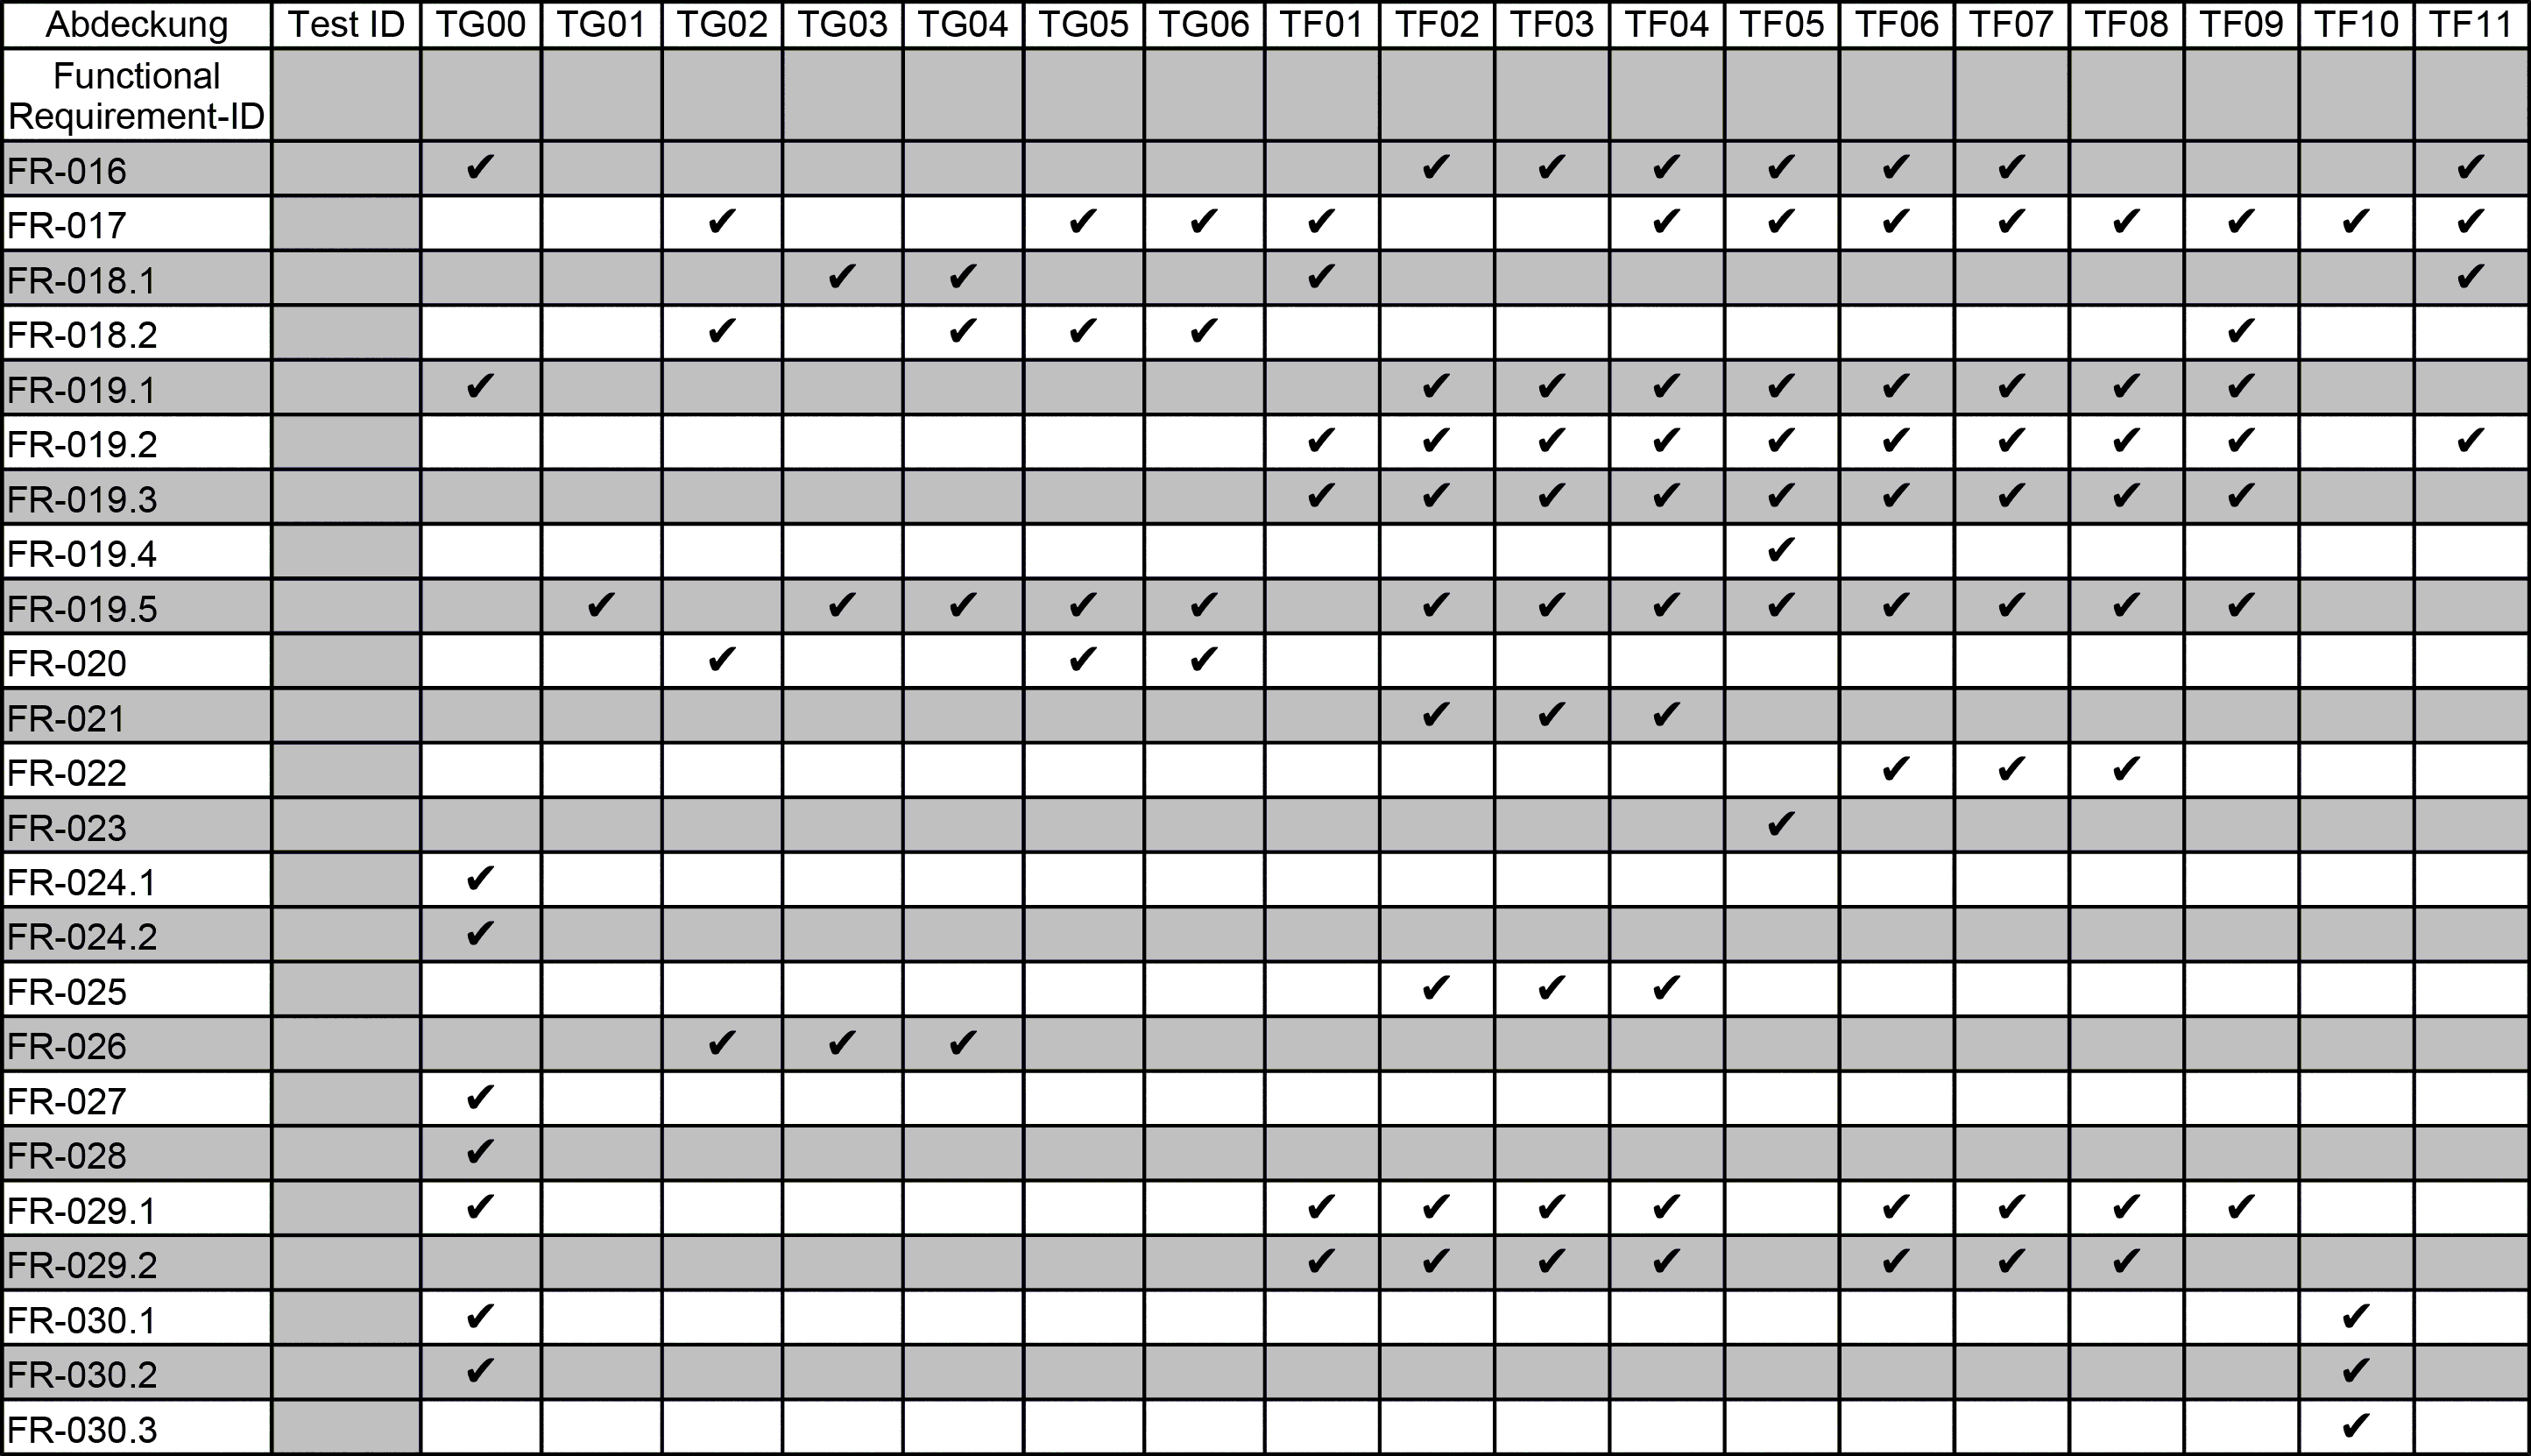 Abdeckung Test ID TG00 TG01 TG02 TG03 TG04 TG05 TG06 TF01 TF02 TF03 TF04 TF05 TF06 TF07 TF08 TF09 TF10 TF11
Functional
Requirement-ID
FR-016 ✔ ✔ ✔ ✔ ✔ ✔ ✔ ✔
FR-017 ✔ ✔ ✔ ✔ ✔ ✔ ✔ ✔ ✔ ✔ ✔ ✔
FR-018.1 ✔ ✔ ✔ ✔
FR-018.2 ✔ ✔ ✔ ✔ ✔
FR-019.1 ✔ ✔ ✔ ✔ ✔ ✔ ✔ ✔ ✔
FR-019.2 ✔ ✔ ✔ ✔ ✔ ✔ ✔ ✔ ✔ ✔
FR-019.3 ✔ ✔ ✔ ✔ ✔ ✔ ✔ ✔ ✔
FR-019.4 ✔
FR-019.5 ✔ ✔ ✔ ✔ ✔ ✔ ✔ ✔ ✔ ✔ ✔ ✔ ✔
FR-020 ✔ ✔ ✔
FR-021 ✔ ✔ ✔
FR-022 ✔ ✔ ✔
FR-023 ✔
FR-024.1 ✔
FR-024.2 ✔
FR-025 ✔ ✔ ✔
FR-026 ✔ ✔ ✔
FR-027 ✔
FR-028 ✔
FR-029.1 ✔ ✔ ✔ ✔ ✔ ✔ ✔ ✔ ✔
FR-029.2 ✔ ✔ ✔ ✔ ✔ ✔ ✔
FR-030.1 ✔ ✔
FR-030.2 ✔ ✔
FR-030.3 ✔